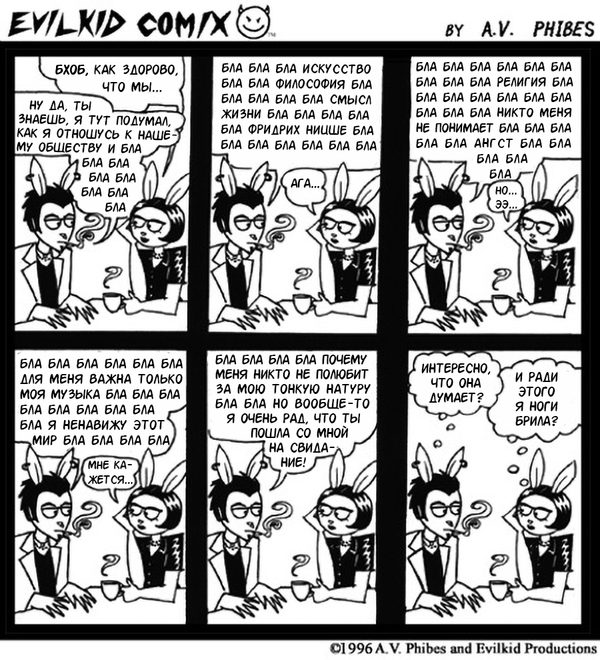 EVILKID COMIX
TM
BY A.V. PHIBES
БХОБ, КАК ЗДОРОВО,
ЧТО МЫ...
НУ ДА, ТЫ
ЗНАЕШЬ, Я ТУТ ПОДУМАЛ,
КАК Я ОТНОШУСЬ К НАШЕ-
МУ ОБЩЕСТВУ И БЛА
БЛА БЛА
БЛА БЛА
БЛА БЛА
БЛА
БЛА БЛА БЛА ИСКУССТВО
БЛА БЛА ФИЛОСОФИЯ БЛА
БЛА БЛА БЛА БЛА СМЫСЛ
ЖИЗНИ БЛА БЛА БЛА БЛА
БЛА ФРИДРИХ НИЦШЕ БЛА
БЛА БЛА БЛА БЛА БЛА БЛА
АГА...
БЛА БЛА БЛА БЛА БЛА БЛА
БЛА БЛА БЛА РЕЛИГИЯ БЛА
БЛА БЛА БЛА БЛА БЛА БЛА
БЛА БЛА БЛА НИКТО МЕНЯ
НЕ ПОНИМАЕТ БЛА БЛА БЛА
БЛА БЛА АНГСТ БЛА БЛА
БЛА БЛА
БЛА
НО...
ЭЭ...
БЛА БЛА БЛА БЛА БЛА БЛА
ДЛЯ МЕНЯ ВАЖНА ТОЛЬКО
МОЯ МУЗЫКА БЛА БЛА БЛА
БЛА БЛА БЛА БЛА БЛА
БЛА Я НЕНАВИЖУ ЭТОТ
МИР БЛА БЛА БЛА БЛА
МНЕ КА-
ЖЕТСЯ...
БЛА БЛА БЛА БЛА ПОЧЕМУ
МЕНЯ НИКТО НЕ ПОЛЮБИТ
ЗА МОЮ ТОНКУЮ НАТУРУ
БЛА БЛА НО ВООБЩЕ-ТО
Я ОЧЕНЬ РАД, ЧТО ТЫ
ПОШЛА СО МНОЙ
НА СВИДА-
НИЕ!
ИНТЕРЕСНО,
ЧТО ОНА
ДУМАЕТ?
И РАДИ
ЭТОГО
Я НОГИ
БРИЛА?
©1996 A.V. Phibes and Evilkid Productions